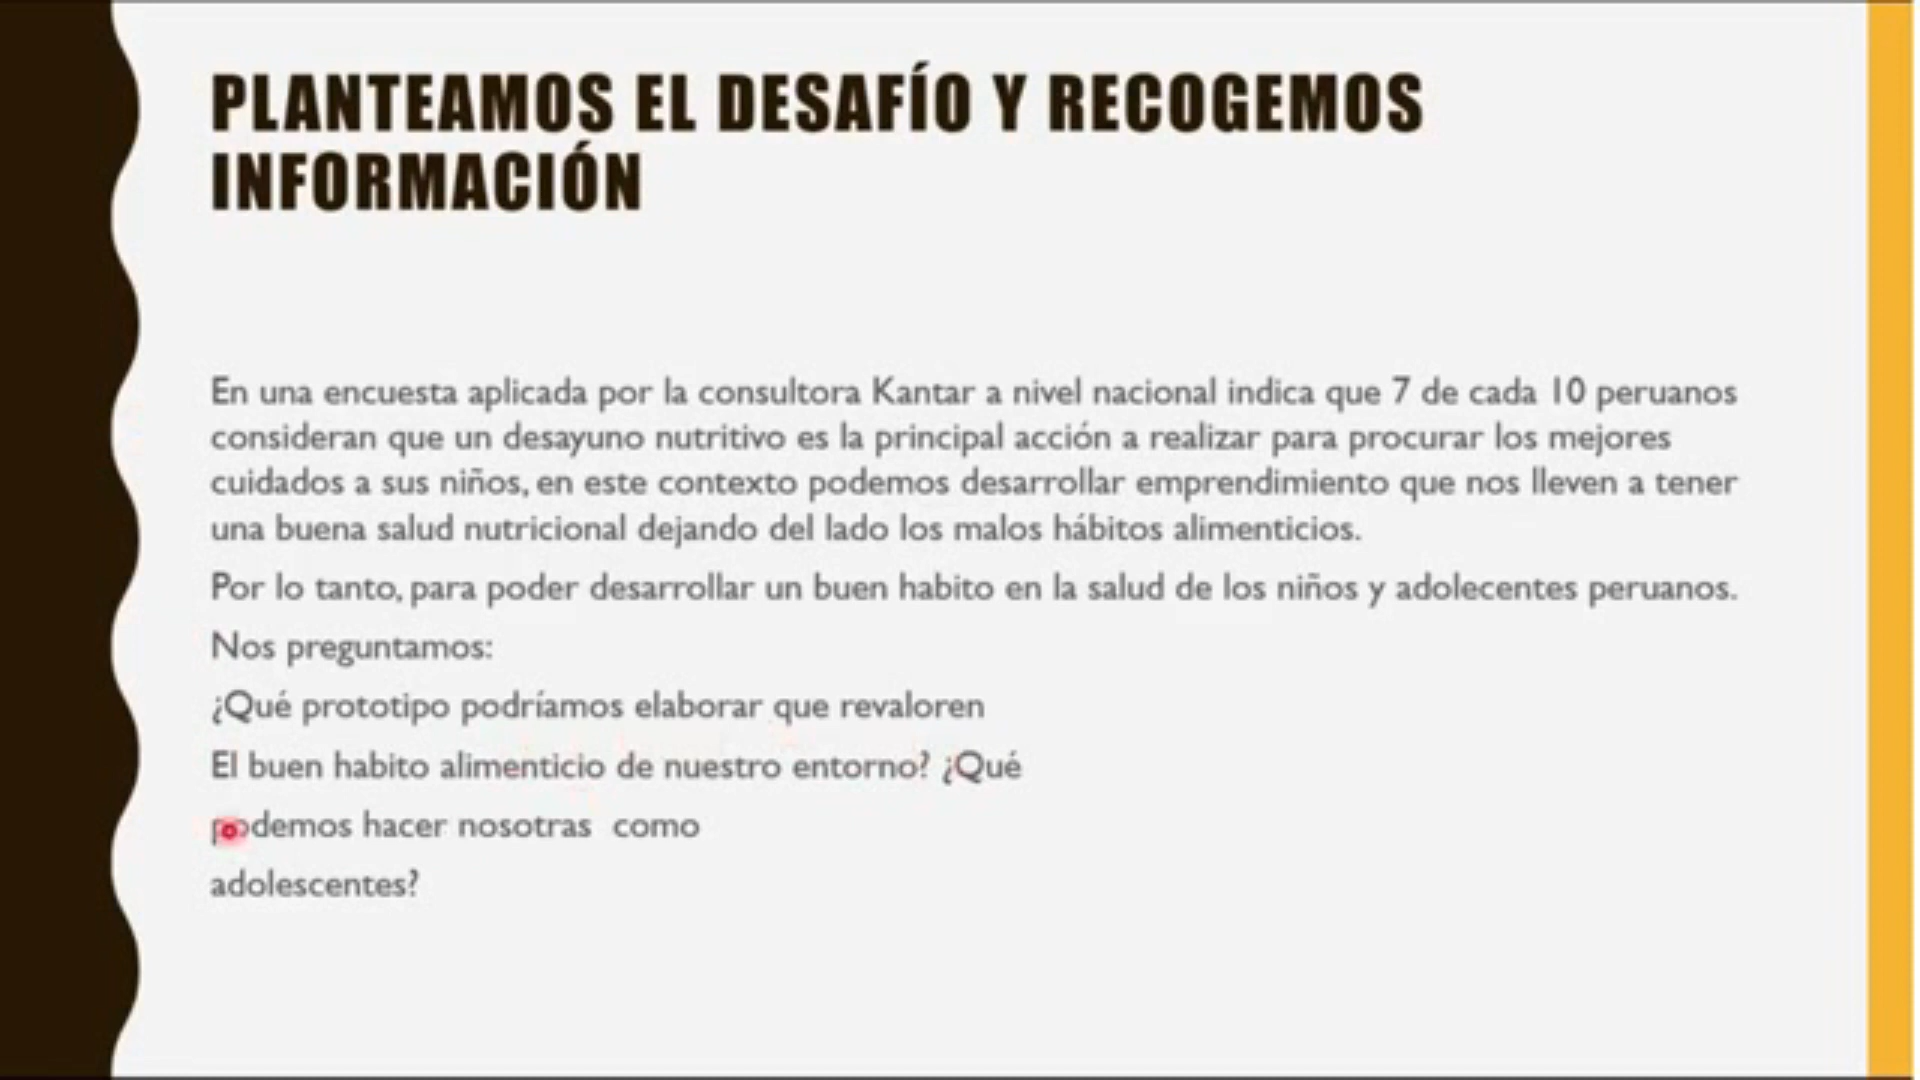 PLANTEAMOS EL DESAFÍO Y RECOGEMOS
INFORMACIÓN
En una encuesta aplicada por la consultora Kantar a nivel nacional indica que 7 de cada 10 peruanos
consideran que un desayuno nutritivo es la principal acción a realizar para procurar los mejores
cuidados a sus niños, en este contexto podemos desarrollar emprendimiento que nos lleven a tener
una buena salud nutricional dejando del lado los malos hábitos alimenticios.
Por lo tanto, para poder desarrollar un buen habito en la salud de los niños y adolecentes peruanos.
Nos preguntamos:
¿Qué prototipo podríamos elaborar que revaloren
El buen habito alimenticio de nuestro entorno? ¿Qué
podemos hacer nosotras como
adolescentes?